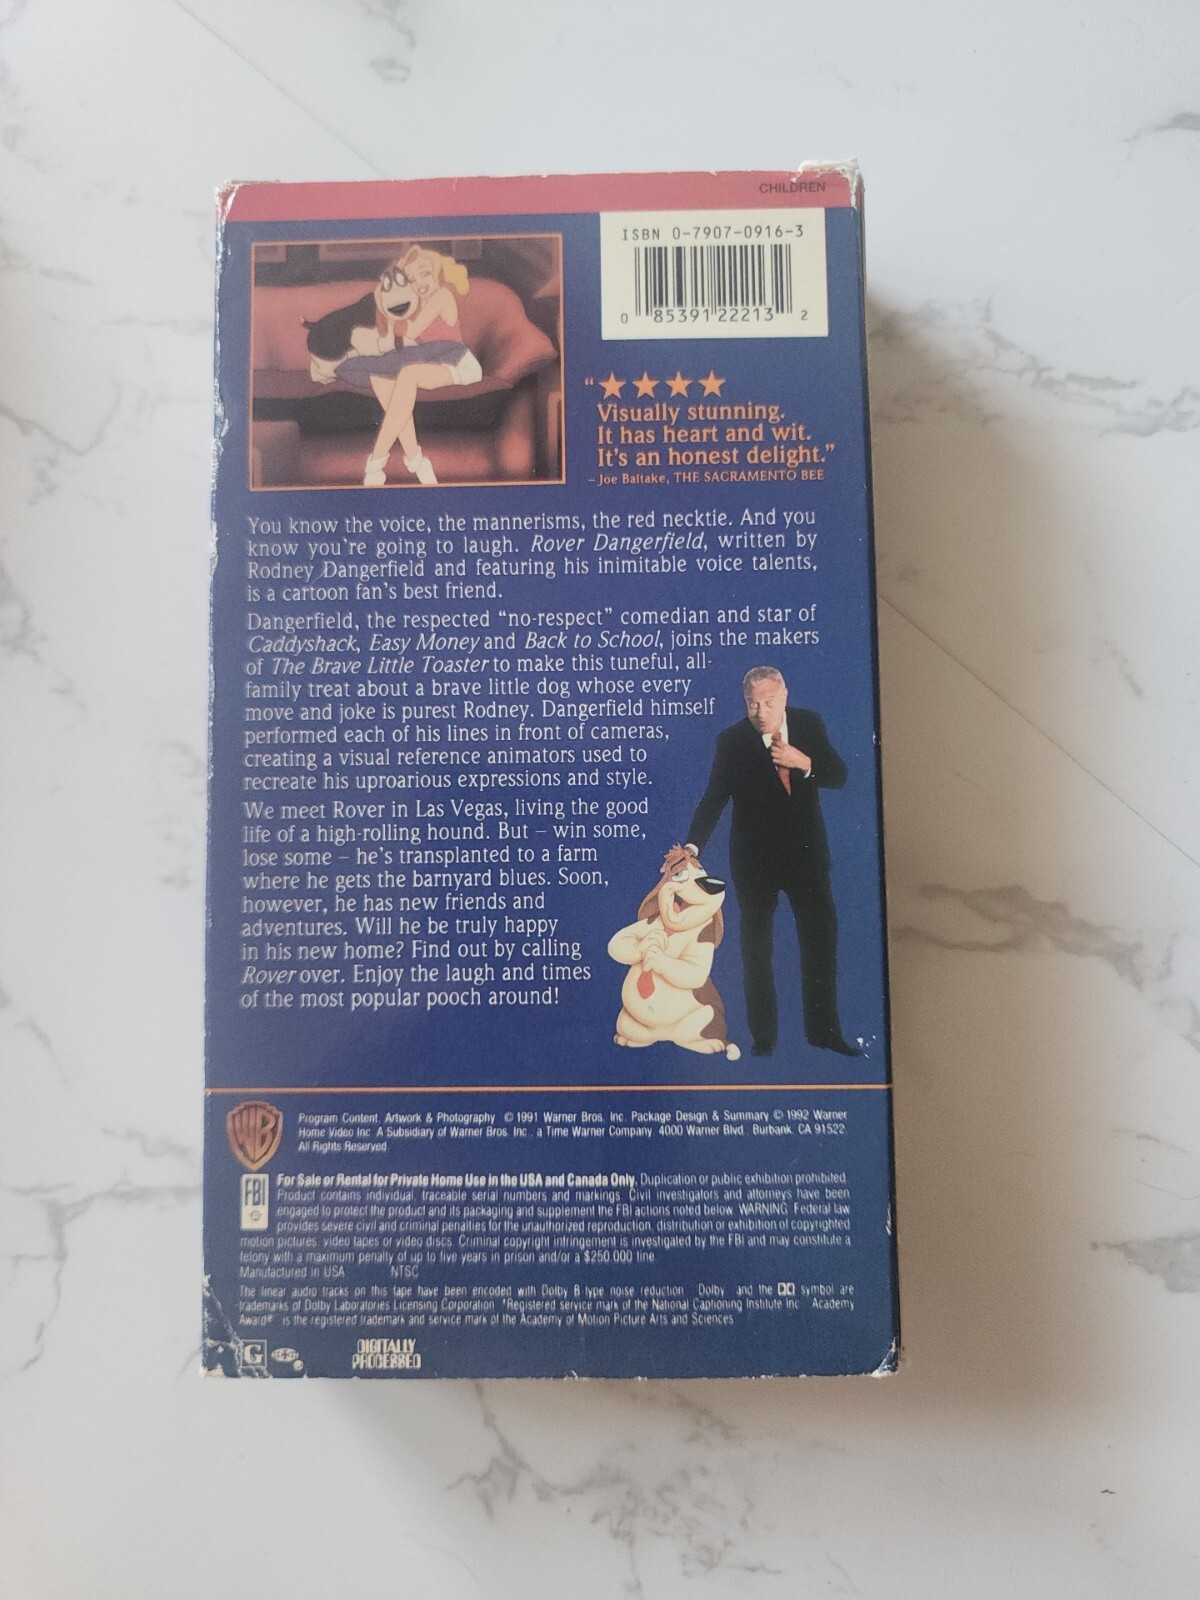 CHILDREN
ISBN 0-7907-0916-3
0 85391 22213 2
"★★★★
Visually stunning.
It has heart and wit.
It's an honest delight."
– Joe Baltake, THE SACRAMENTO BEE
You know the voice, the mannerisms, the red necktie. And you
know you're going to laugh. Rover Dangerfield, written by
Rodney Dangerfield and featuring his inimitable voice talents,
is a cartoon fan's best friend.
Dangerfield, the respected "no-respect" comedian and star of
Caddyshack, Easy Money and Back to School, joins the makers
of The Brave Little Toaster to make this tuneful, all-
family treat about a brave little dog whose every
move and joke is purest Rodney. Dangerfield himself
performed each of his lines in front of cameras,
creating a visual reference animators used to
recreate his uproarious expressions and style.
We meet Rover in Las Vegas, living the good
life of a high-rolling hound. But – win some,
lose some – he's transplanted to a farm
where he gets the barnyard blues. Soon,
however, he has new friends and
adventures. Will he be truly happy
in his new home? Find out by calling
Rover over. Enjoy the laugh and times
of the most popular pooch around!
WB
Program Content, Artwork & Photography © 1991 Warner Bros. Inc. Package Design & Summary © 1992 Warner
Home Video Inc. A Subsidiary of Warner Bros. Inc., a Time Warner Company. 4000 Warner Blvd., Burbank, CA 91522.
All Rights Reserved.
FBI
For Sale or Rental for Private Home Use in the USA and Canada Only. Duplication or public exhibition prohibited.
Product contains individual, traceable serial numbers and markings. Civil investigators and attorneys have been
engaged to protect the product and its packaging and supplement the FBI actions noted below. WARNING: Federal law
provides severe civil and criminal penalties for the unauthorized reproduction, distribution or exhibition of copyrighted
motion pictures, video tapes or video discs. Criminal copyright infringement is investigated by the FBI and may constitute a
felony with a maximum penalty of up to five years in prison and/or a $250,000 fine.
Manufactured in USA NTSC
The linear audio tracks on this tape have been encoded with Dolby B-type noise reduction. Dolby and the DD symbol are
trademarks of Dolby Laboratories Licensing Corporation. *Registered service mark of the National Captioning Institute Inc. Academy
Award® is the registered trademark and service mark of the Academy of Motion Picture Arts and Sciences.
G
®
DIGITALLY
PROCESSED